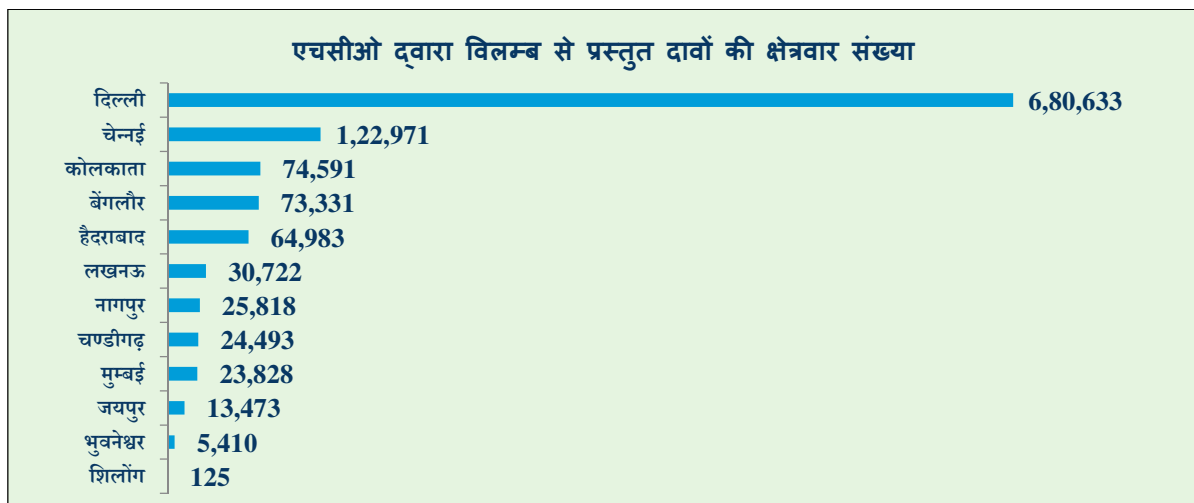 एचसीओ द्वारा विलम्ब से प्रस्तुत दावों की क्षेत्रवार संख्या
दिल्ली 6,80,633
चेन्नई 1,22,971
कोलकाता 74,591
बेंगलौर 73,331
हैदराबाद 64,983
लखनऊ 30,722
नागपुर 25,818
चण्डीगढ़ 24,493
मुम्बई 23,828
जयपुर 13,473
भुवनेश्वर 5,410
शिलोंग 125